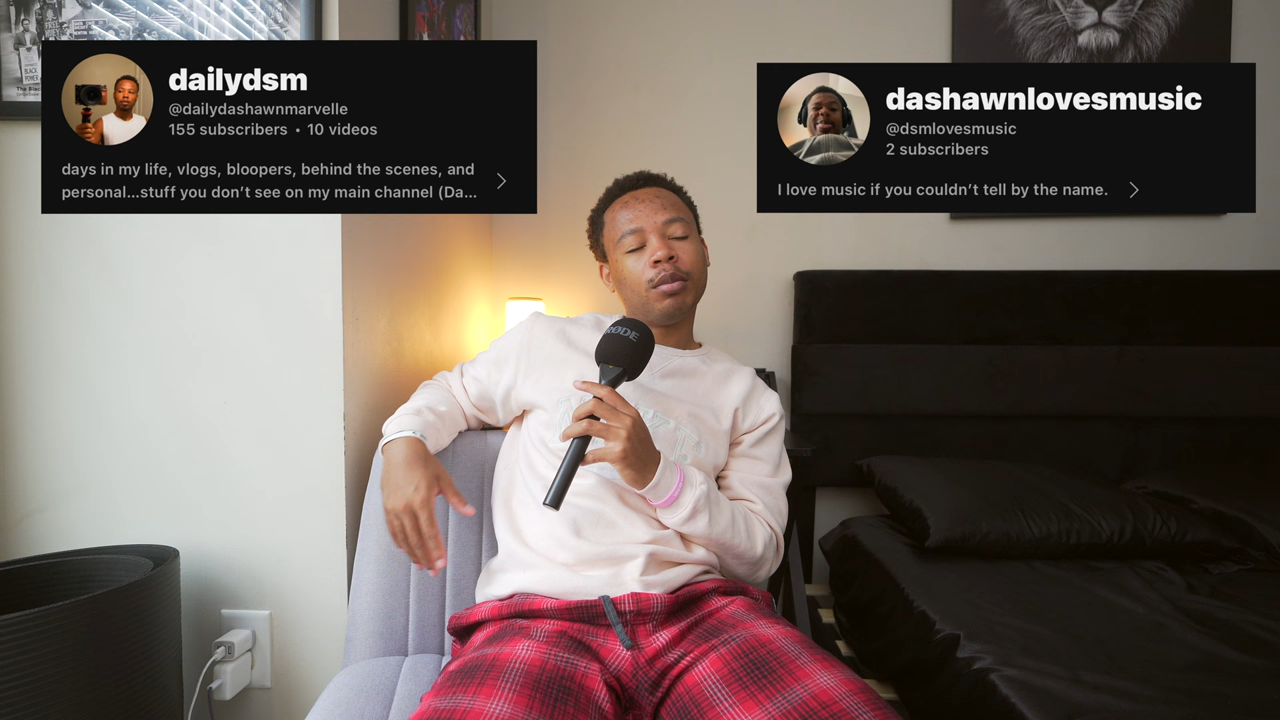 dailydsm
@dailydashawnmarvelle
155 subscribers • 10 videos
days in my life, vlogs, bloopers, behind the scenes, and
personal...stuff you don't see on my main channel (Da...
dashawnlovesmusic
@dsmlovesmusic
2 subscribers
I love music if you couldn't tell by the name.
RØDE
BLACK
POWER